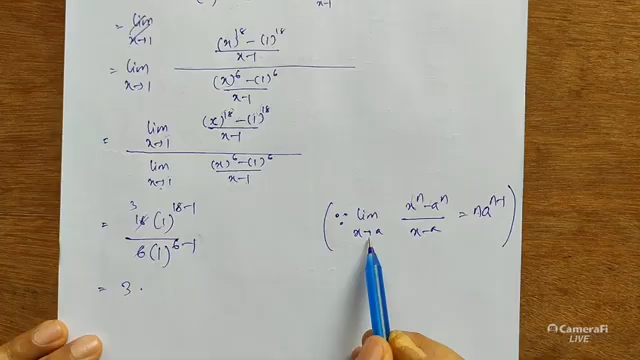 x-1
= lim x→1
= lim x→1 ((x)^18 - (1)^18)/(x-1) / ((x)^6 - (1)^6)/(x-1)
= lim x→1 ((x)^18 - (1)^18)/(x-1) / lim x→1 ((x)^6 - (1)^6)/(x-1)
= 3 18(1)^18-1 / 6(1)^6-1 (∵ lim x→a (x^n - a^n)/(x-a) = na^n-1)
= 3.
CameraFi
LIVE